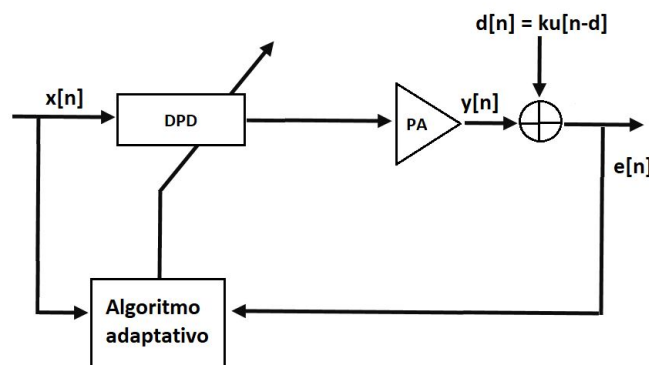 d[n] = ku[n-d]
x[n]
DPD
PA
y[n]
e[n]
Algoritmo
adaptativo